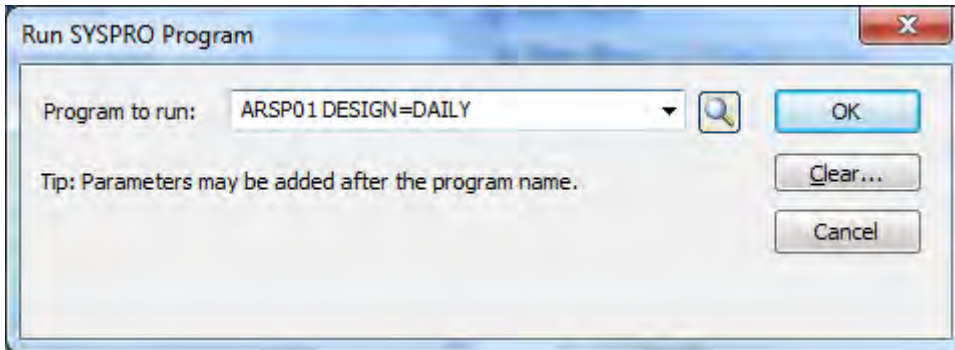 Run SYSPRO Program
Program to run: ARSP01 DESIGN=DAILY OK
Tip: Parameters may be added after the program name. Clear...
Cancel